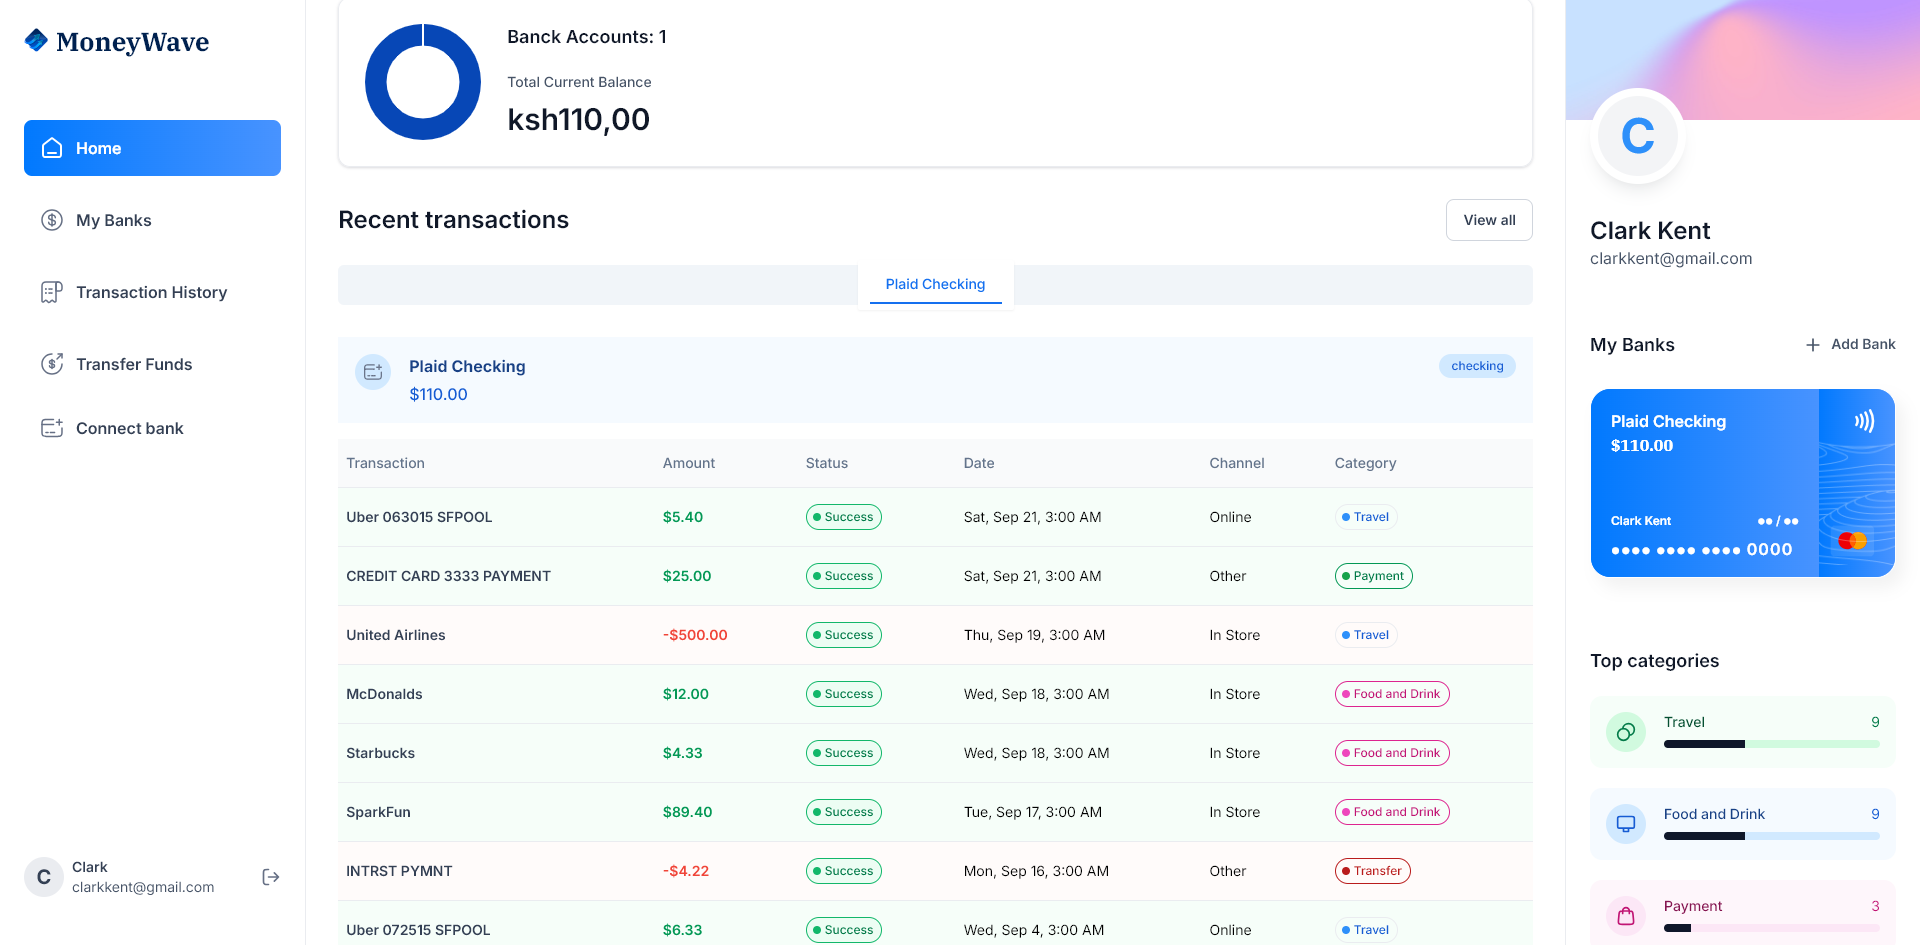 MoneyWave
Home
My Banks
Transaction History
Transfer Funds
Connect bank
C
Clark
clarkkent@gmail.com
Banck Accounts: 1
Total Current Balance
ksh110,00
Recent transactions
View all
Plaid Checking
Plaid Checking
checking
$110.00
Transaction Amount Status Date Channel Category
Uber 063015 SFPOOL $5.40 Success Sat, Sep 21, 3:00 AM Online Travel
CREDIT CARD 3333 PAYMENT $25.00 Success Sat, Sep 21, 3:00 AM Other Payment
United Airlines -$500.00 Success Thu, Sep 19, 3:00 AM In Store Travel
McDonalds $12.00 Success Wed, Sep 18, 3:00 AM In Store Food and Drink
Starbucks $4.33 Success Wed, Sep 18, 3:00 AM In Store Food and Drink
SparkFun $89.40 Success Tue, Sep 17, 3:00 AM In Store Food and Drink
INTRST PYMNT -$4.22 Success Mon, Sep 16, 3:00 AM Other Transfer
Uber 072515 SFPOOL $6.33 Success Wed, Sep 4, 3:00 AM Online Travel
C
Clark Kent
clarkkent@gmail.com
My Banks
+ Add Bank
Plaid Checking
$110.00
Clark Kent ●● / ●●
●●●● ●●●● ●●●● 0000
Top categories
Travel 9
Food and Drink 9
Payment 3